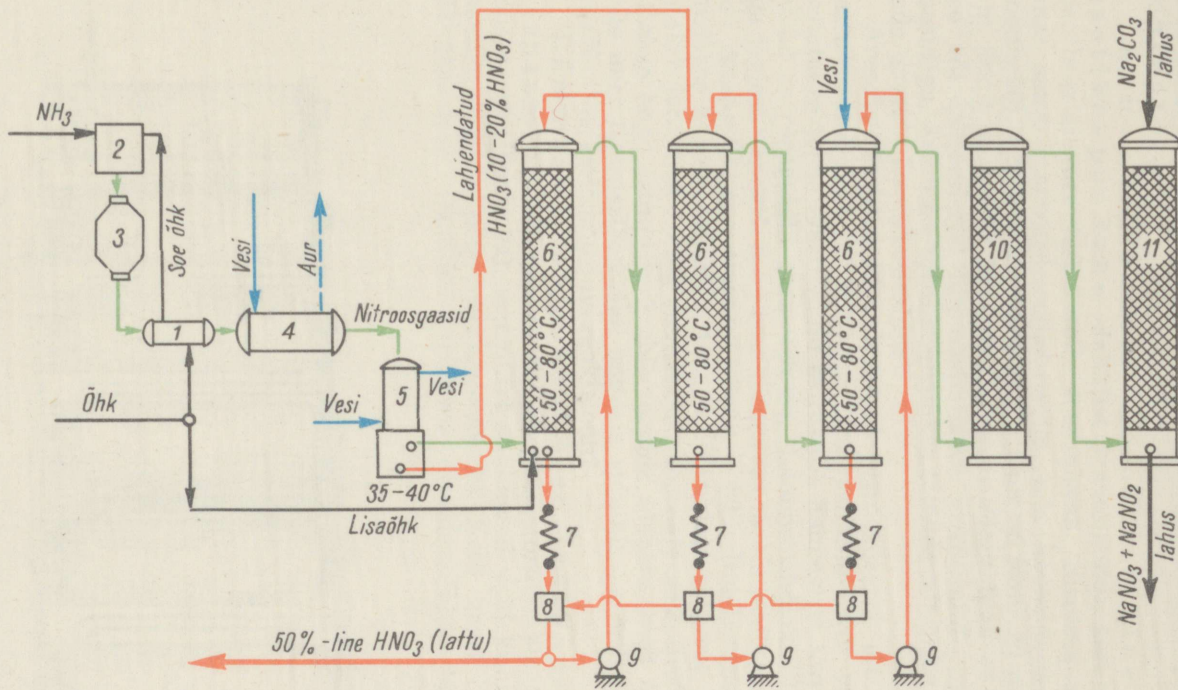 NH₃
2
3
Soe õhk
1
Õhk
Vesi
Aur
4
Nitroosgaasid
5
Vesi
Vesi
35–40°C
Lisaõhk
Lahjendatud
HNO₃ (10–20% HNO₃)
6
50–80°C
6
50–80°C
Vesi
6
50–80°C
10
Na₂CO₃
lahus
11
7
7
7
8
8
8
9
9
9
50%-line HNO₃ (lattu)
NaNO₃ + NaNO₂
lahus